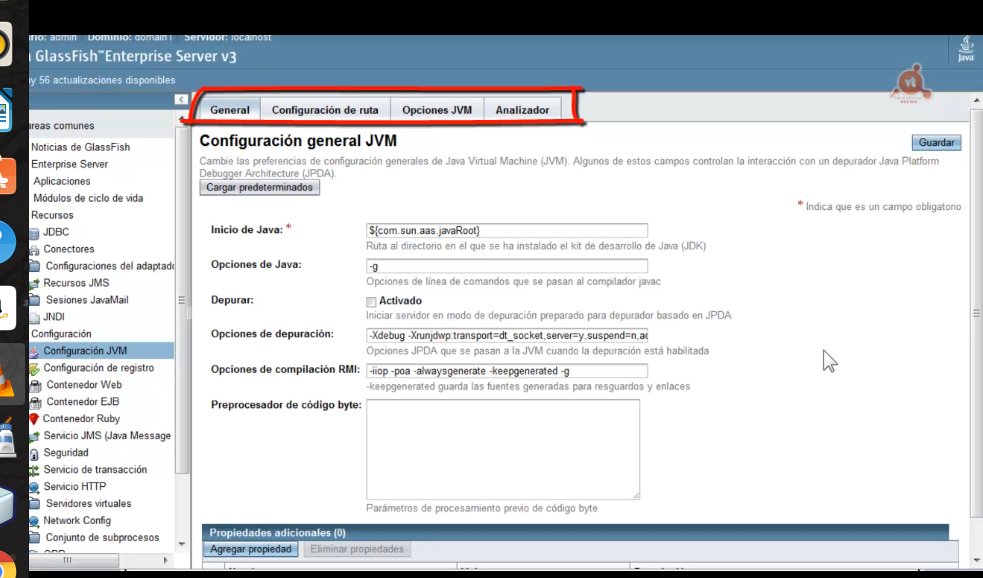 admin Dominio: domain1 Servidor: localhost
GlassFish™ Enterprise Server v3
Java
56 actualizaciones disponibles
vt
General Configuración de ruta Opciones JVM Analizador
areas comunes
Noticias de GlassFish
Enterprise Server
Aplicaciones
Módulos de ciclo de vida
Recursos
JDBC
Conectores
Configuraciones del adaptado
Recursos JMS
Sesiones JavaMail
JNDI
Configuración
Configuración JVM
Configuración de registro
Contenedor Web
Contenedor EJB
Contenedor Ruby
Servicio JMS (Java Message
Seguridad
Servicio de transacción
Servicio HTTP
Servidores virtuales
Network Config
Conjunto de subprocesos
Configuración general JVM
Guardar
Cambie las preferencias de configuración generales de Java Virtual Machine (JVM). Algunos de estos campos controlan la interacción con un depurador Java Platform
Debugger Architecture (JPDA).
Cargar predeterminados
* Indica que es un campo obligatorio
Inicio de Java: * ${com.sun.aas.javaRoot}
Ruta al directorio en el que se ha instalado el kit de desarrollo de Java (JDK)
Opciones de Java: -g
Opciones de línea de comandos que se pasan al compilador javac
Depurar: Activado
Iniciar servidor en modo de depuración preparado para depurador basado en JPDA
Opciones de depuración: -Xdebug -Xrunjdwp:transport=dt_socket,server=y,suspend=n,ad
Opciones JPDA que se pasan a la JVM cuando la depuración está habilitada
Opciones de compilación RMI: -iiop -poa -alwaysgenerate -keepgenerated -g
-keepgenerated guarda las fuentes generadas para resguardos y enlaces
Preprocesador de código byte:
Parámetros de procesamiento previo de código byte
Propiedades adicionales (0)
Agregar propiedad Eliminar propiedades